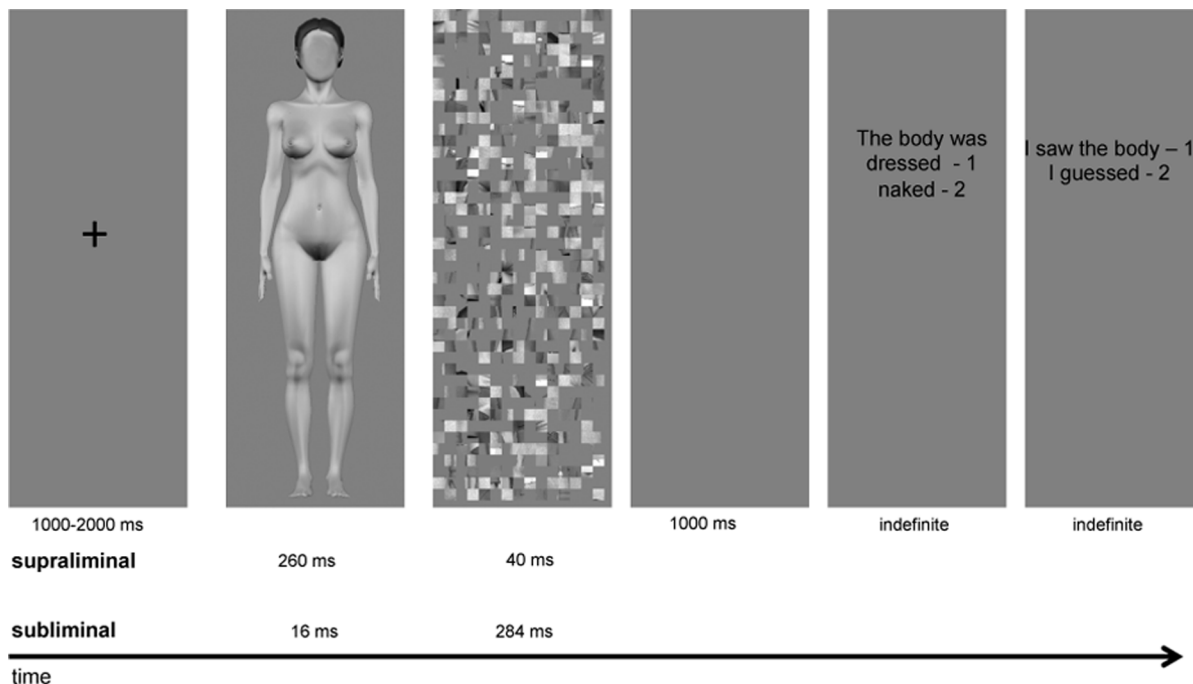 +
The body was
dressed - 1
naked - 2
I saw the body – 1
I guessed - 2
1000-2000 ms
1000 ms
indefinite
indefinite
supraliminal
260 ms
40 ms
subliminal
16 ms
284 ms
time